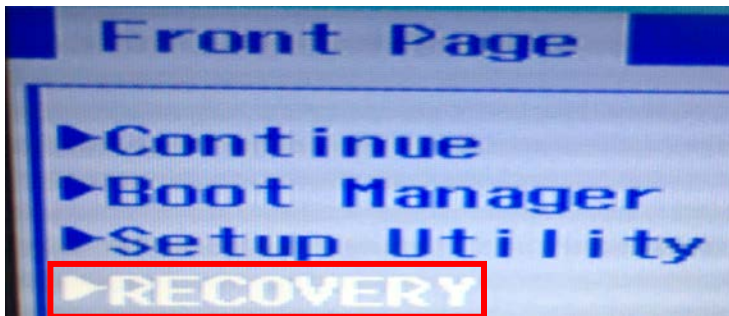 Front Page
►Continue
►Boot Manager
►Setup Utility
►RECOVERY